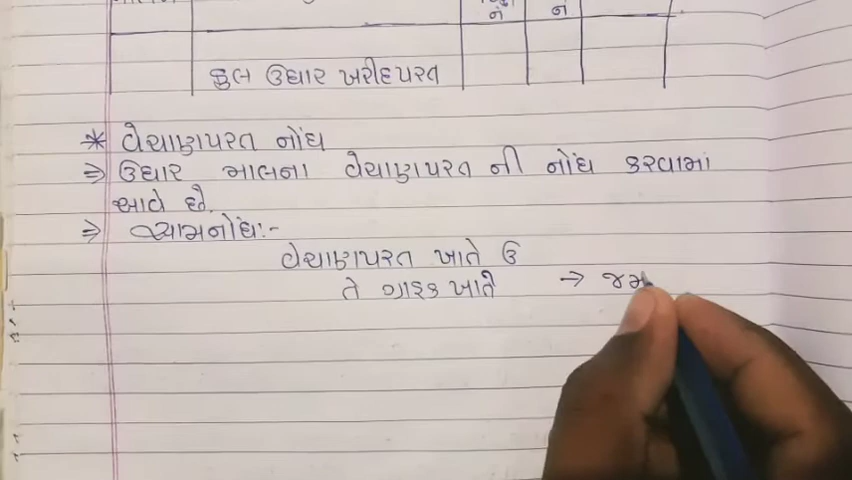 નં નં
કુલ ઉધાર ખરીદપરત
* વેચાણપરત નોંધ
⇒ ઉધાર માલના વેચાણપરત ની નોંધ કરવામાં
આવે છે.
⇒ આમનોંધ:-
વેચાણપરત ખાતે ઉ
તે ગ્રાહક ખાતે → જમ